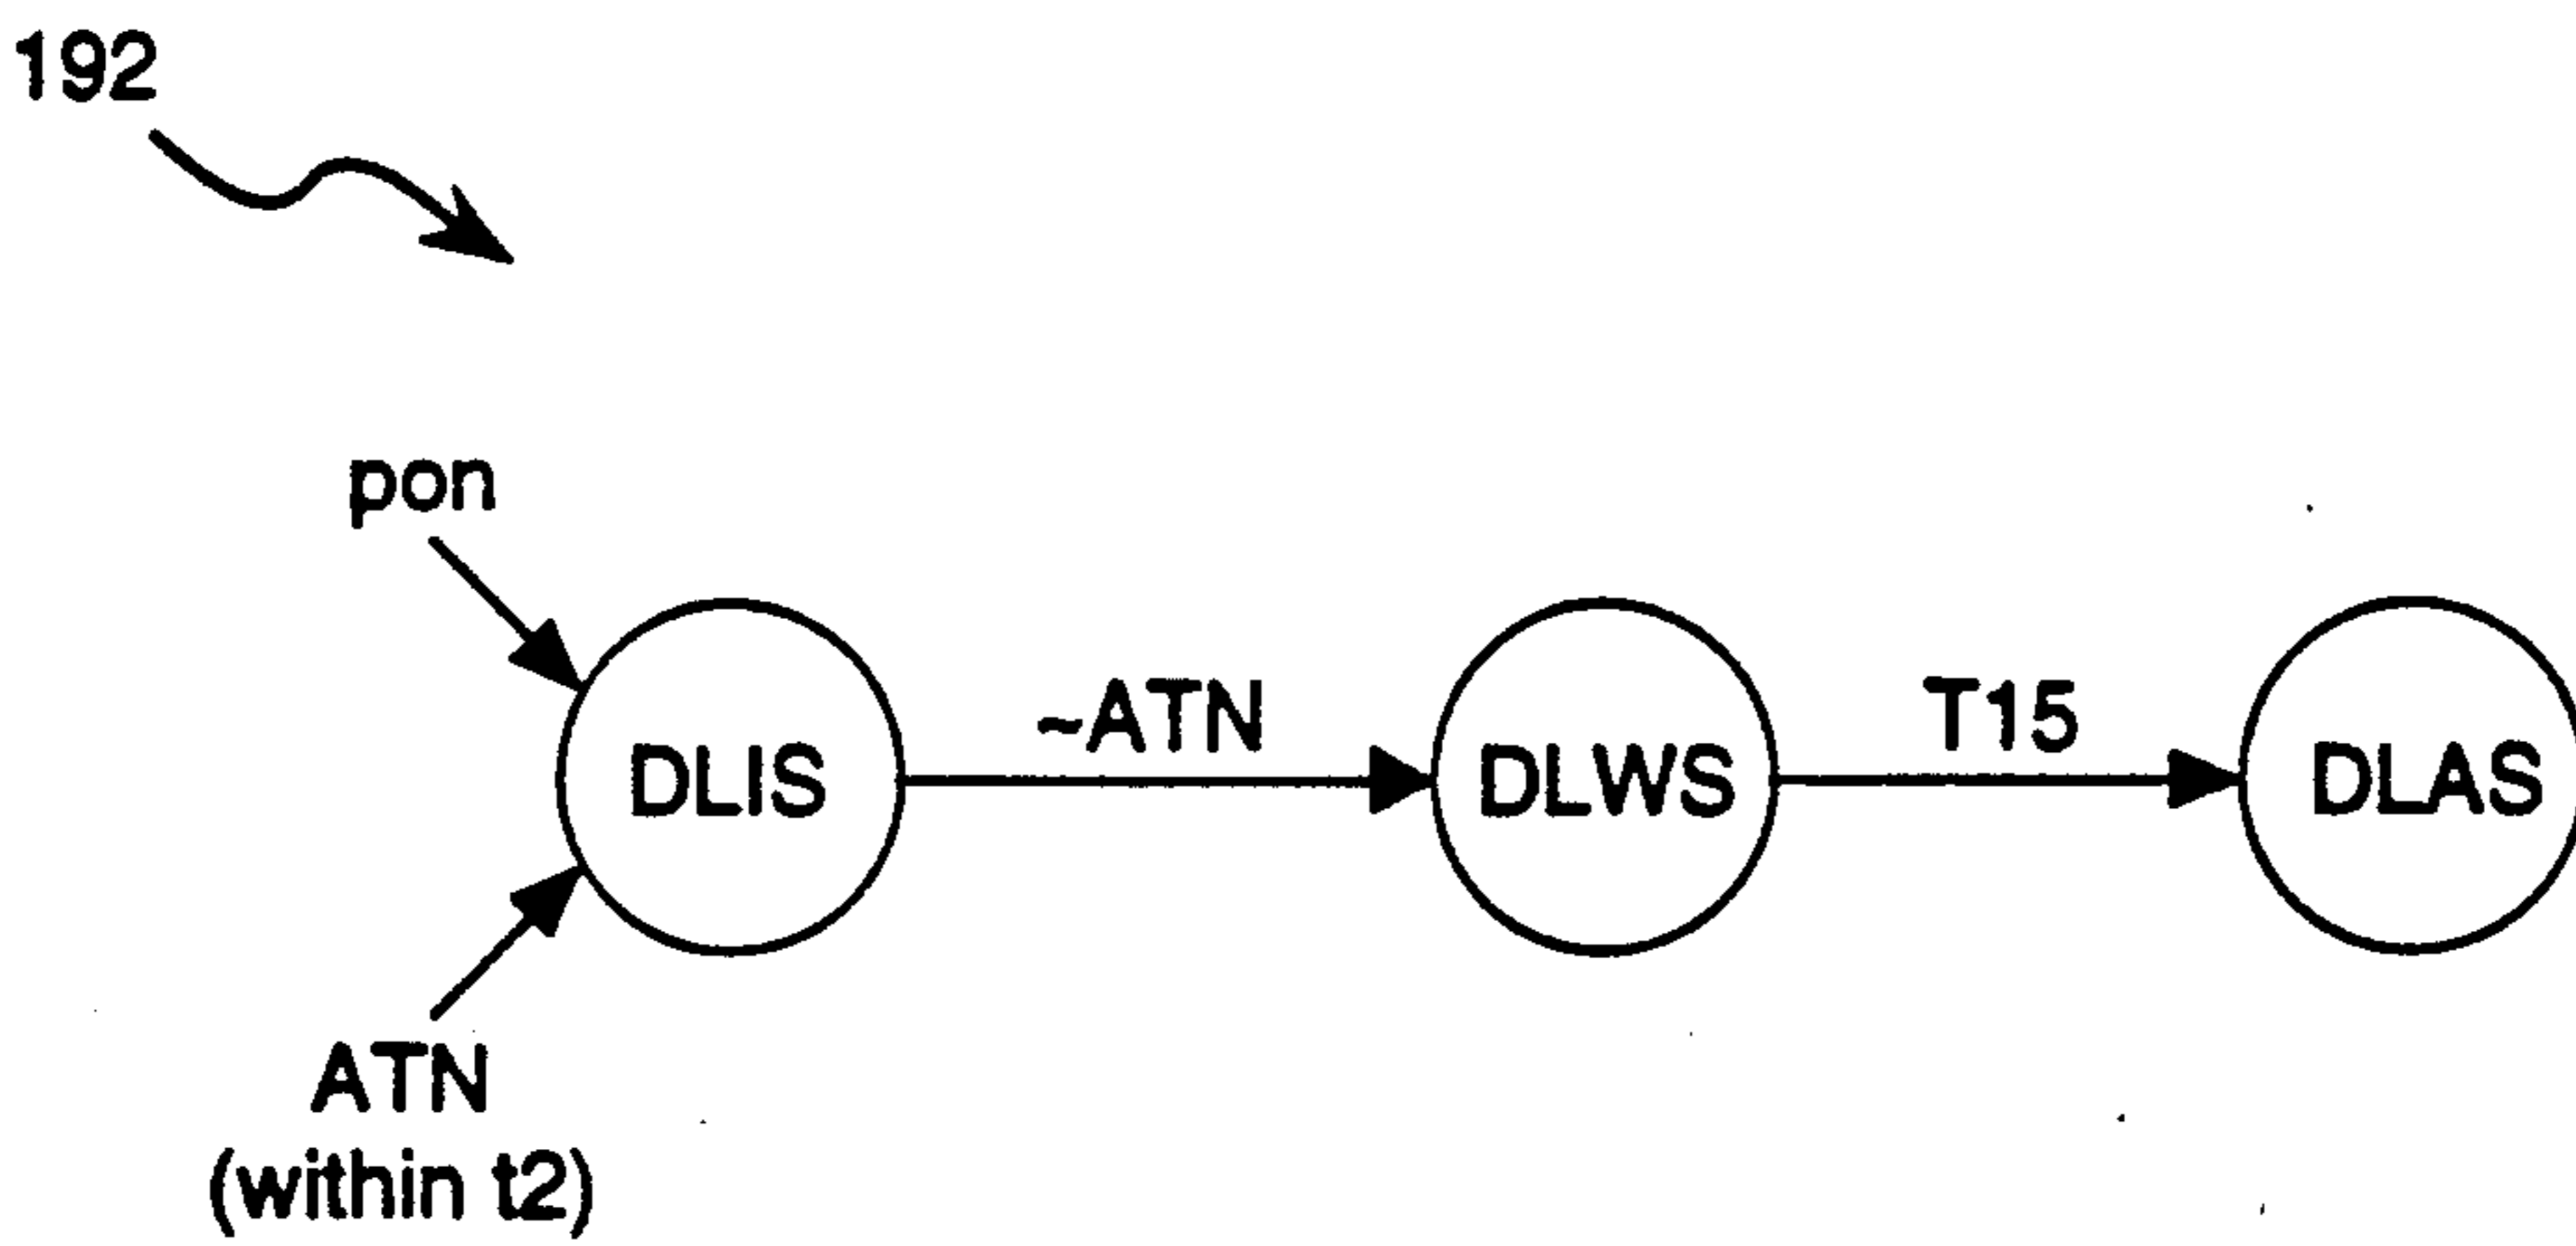 192
pon
DLIS
~ATN
DLWS
T15
DLAS
ATN
(within t2)